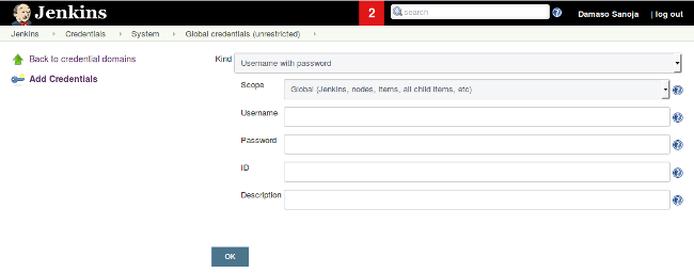 Jenkins
2
search
Damaso Sanoja
| log out
Jenkins
Credentials
System
Global credentials (unrestricted)
Back to credential domains
Add Credentials
Kind
Username with password
Scope
Global (Jenkins, nodes, items, all child items, etc)
Username
Password
ID
Description
OK